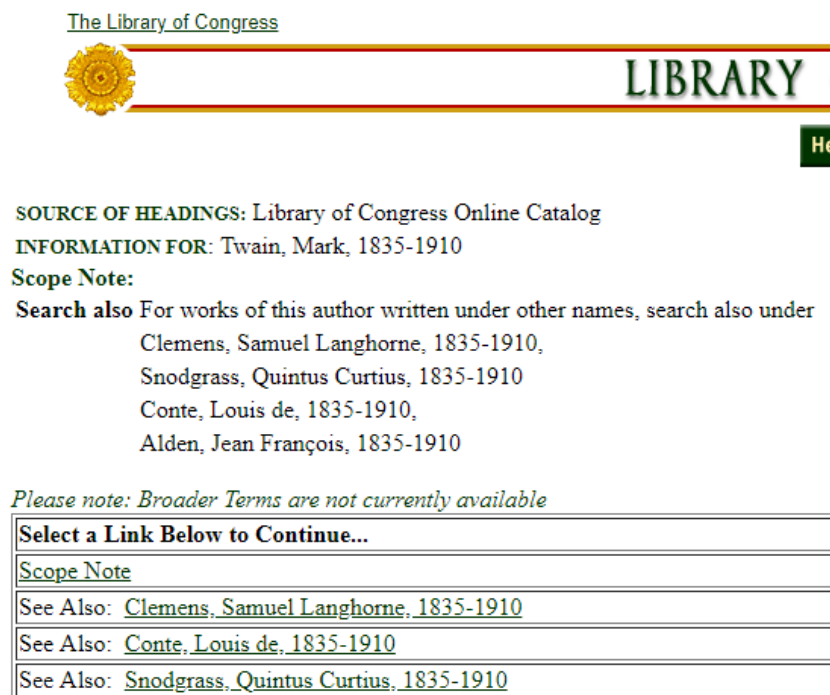 The Library of Congress
LIBRARY
He
SOURCE OF HEADINGS: Library of Congress Online Catalog
INFORMATION FOR: Twain, Mark, 1835-1910
Scope Note:
Search also For works of this author written under other names, search also under
Clemens, Samuel Langhorne, 1835-1910,
Snodgrass, Quintus Curtius, 1835-1910
Conte, Louis de, 1835-1910,
Alden, Jean François, 1835-1910
Please note: Broader Terms are not currently available
Select a Link Below to Continue...
Scope Note
See Also: Clemens, Samuel Langhorne, 1835-1910
See Also: Conte, Louis de, 1835-1910
See Also: Snodgrass, Quintus Curtius, 1835-1910